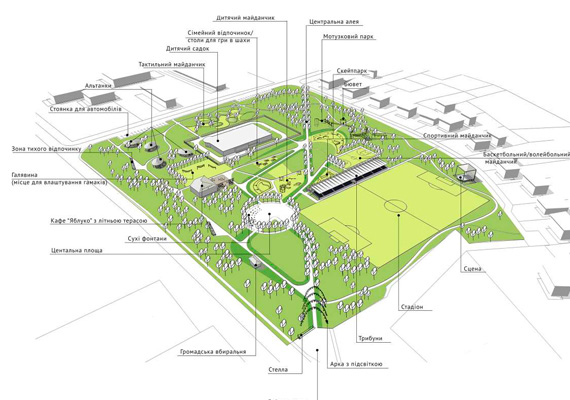 Дитячий майданчик
Центральна алея
Сімейний відпочинок/
столи для гри в шахи
Мотузковий парк
Дитячий садок
Тактильний майданчик
Скейтпарк
Альтанки
бювет
Стоянка для автомобілів
Спортивний майданчик
Зона тихого відпочинку
Баскетбольний/волейбольний
майданчик
Галявина
(місце для влаштування гамаків)
Кафе "Яблуко" з літньою терасою
Сухі фонтани
Центальна площа
Сцена
Стадіон
Трибуни
Громадська вбиральня
Арка з підсвіткою
Стелла